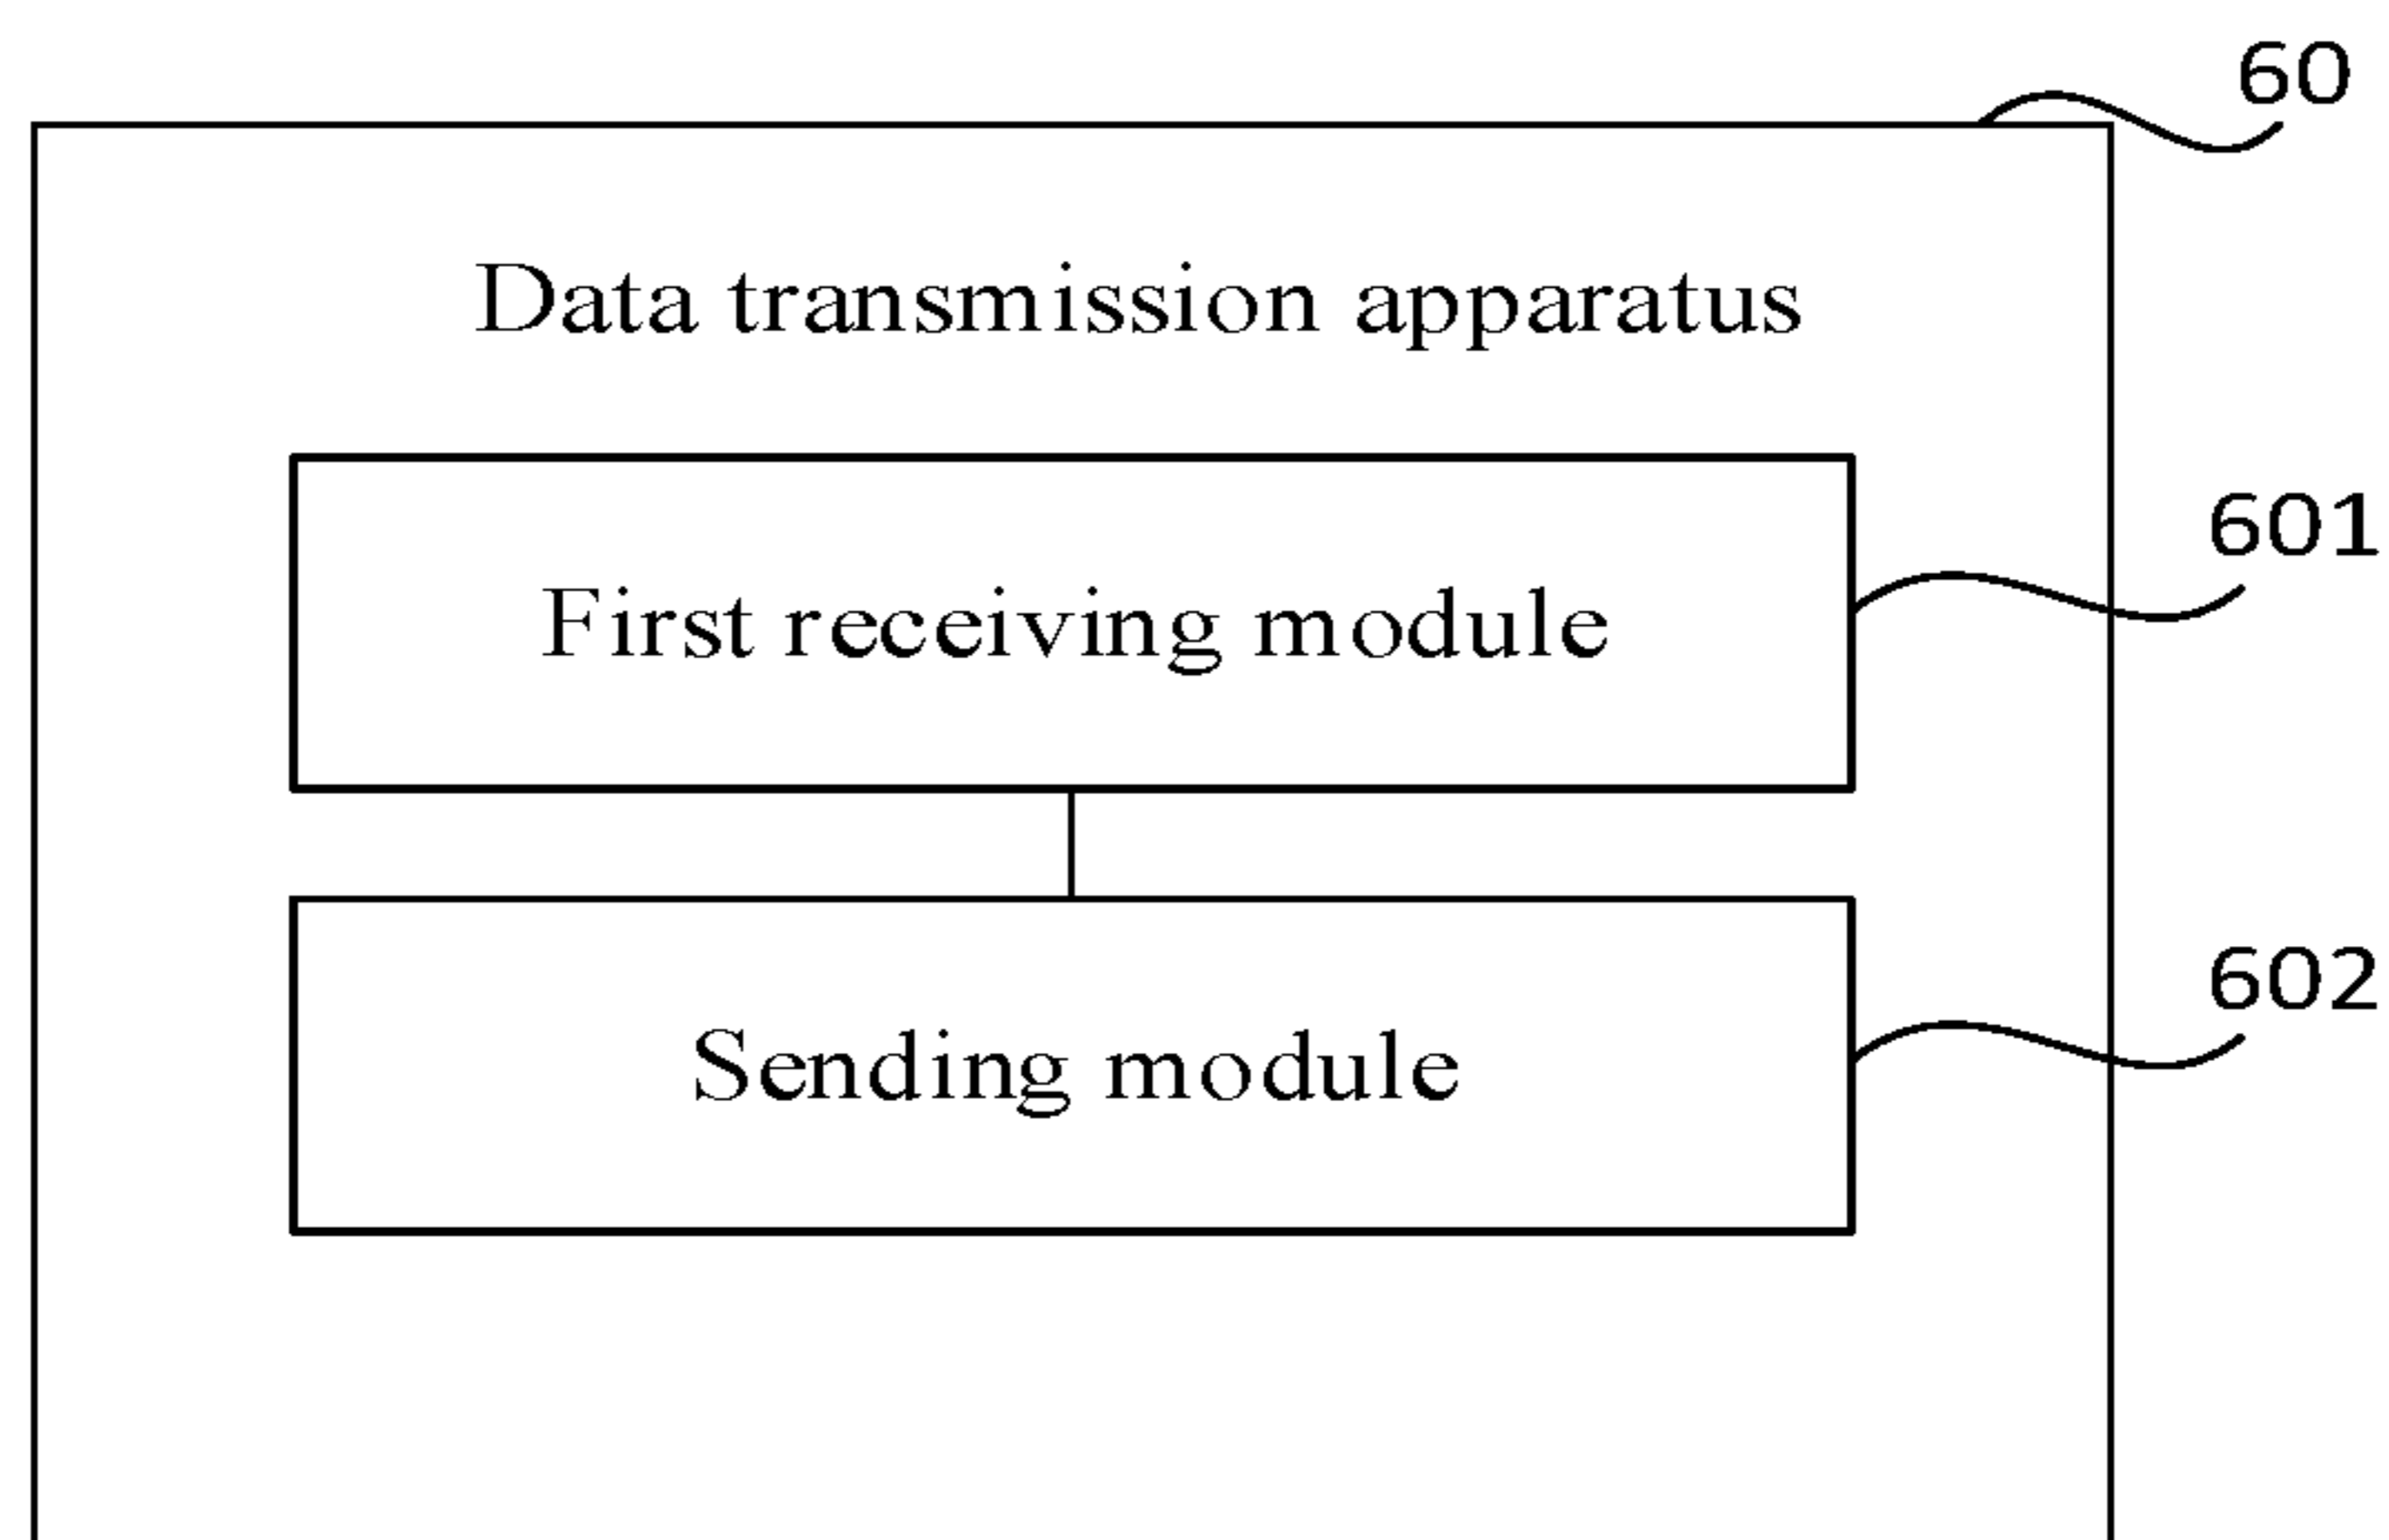 60
Data transmission apparatus
601
First receiving module
602
Sending module